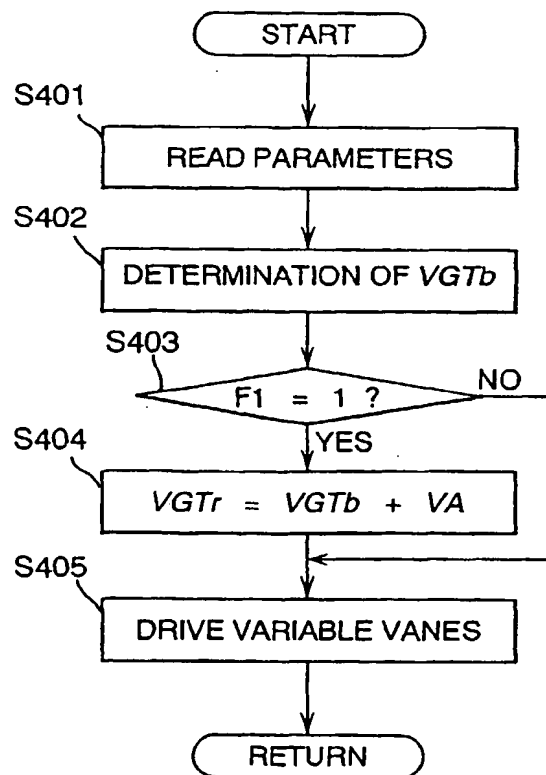 START
S401
READ PARAMETERS
S402
DETERMINATION OF VGTb
S403
F1 = 1 ?
NO
YES
S404
VGTr = VGTb + VA
S405
DRIVE VARIABLE VANES
RETURN